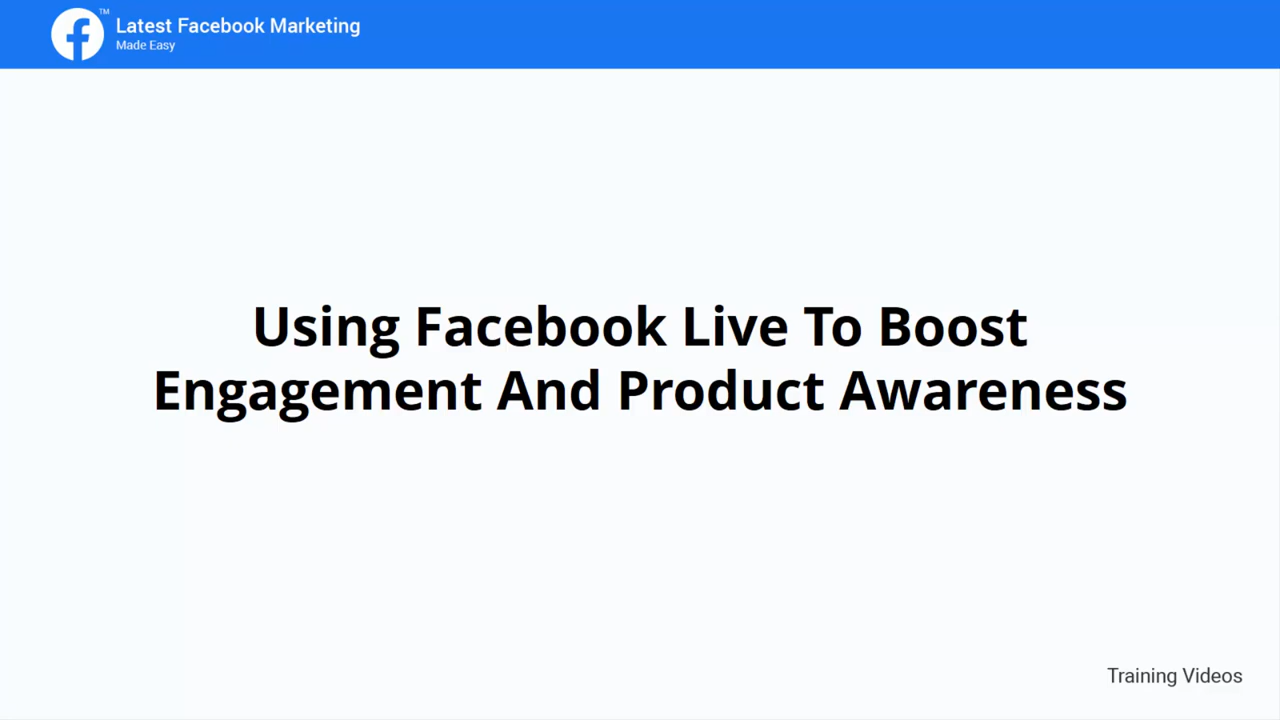 Latest Facebook Marketing
TM
Made Easy
Using Facebook Live To Boost
Engagement And Product Awareness
Training Videos